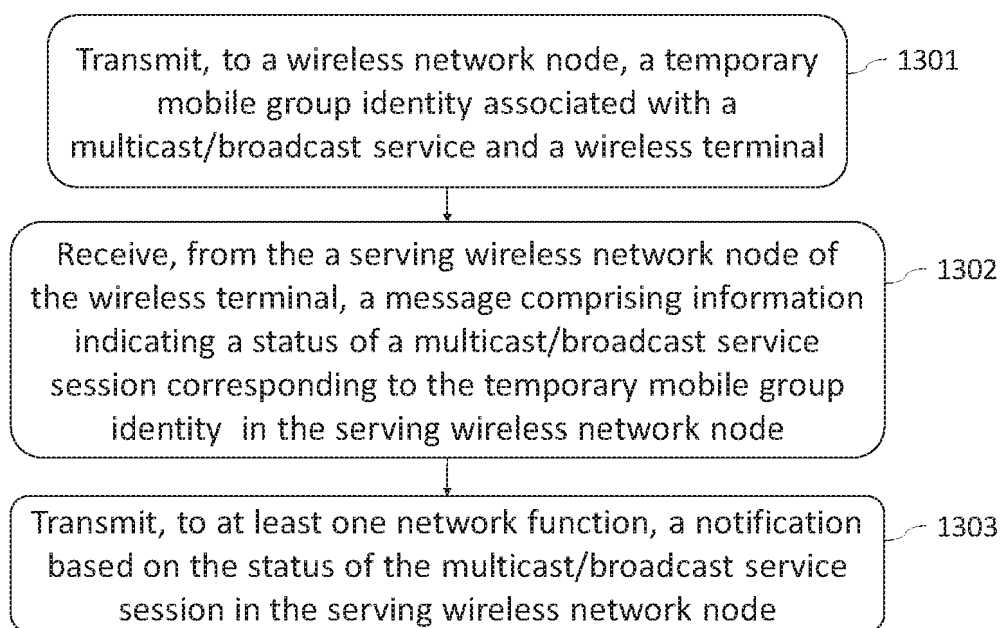 Transmit, to a wireless network node, a temporary
mobile group identity associated with a
multicast/broadcast service and a wireless terminal
1301
Receive, from the a serving wireless network node of
the wireless terminal, a message comprising information
indicating a status of a multicast/broadcast service
session corresponding to the temporary mobile group
identity in the serving wireless network node
1302
Transmit, to at least one network function, a notification
based on the status of the multicast/broadcast service
session in the serving wireless network node
1303